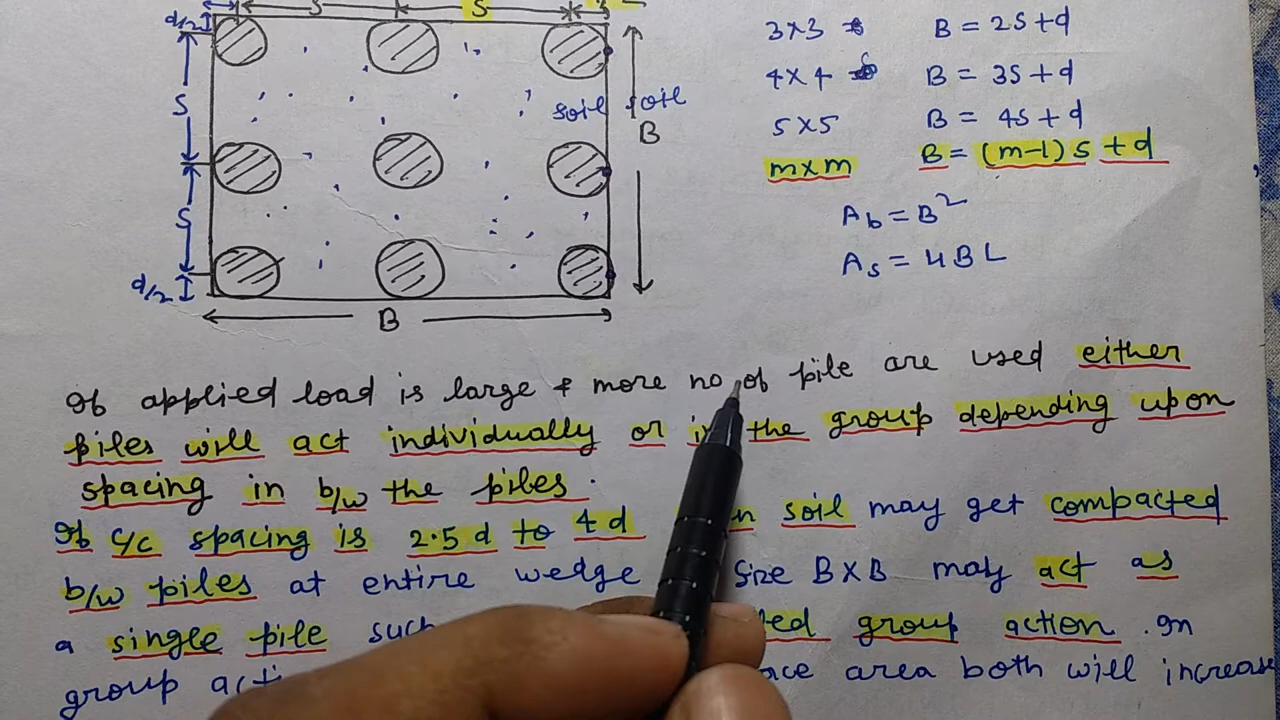 d/2 S S
3×3 B = 2S+d
4×4 B = 3S+d
S soil soil
B
5×5 B = 4S+d
m×m B = (m-1)S+d
S
Ab = B²
As = 4BL
d/2
B
If applied load is large & more no of pile are used either
piles will act individually or in the group depending upon
spacing in b/w the piles.
If c/c spacing is 2.5d to 4d soil may get compacted
b/w piles at entire wedge size B×B may act as
a single pile group action. In
group area both will increase